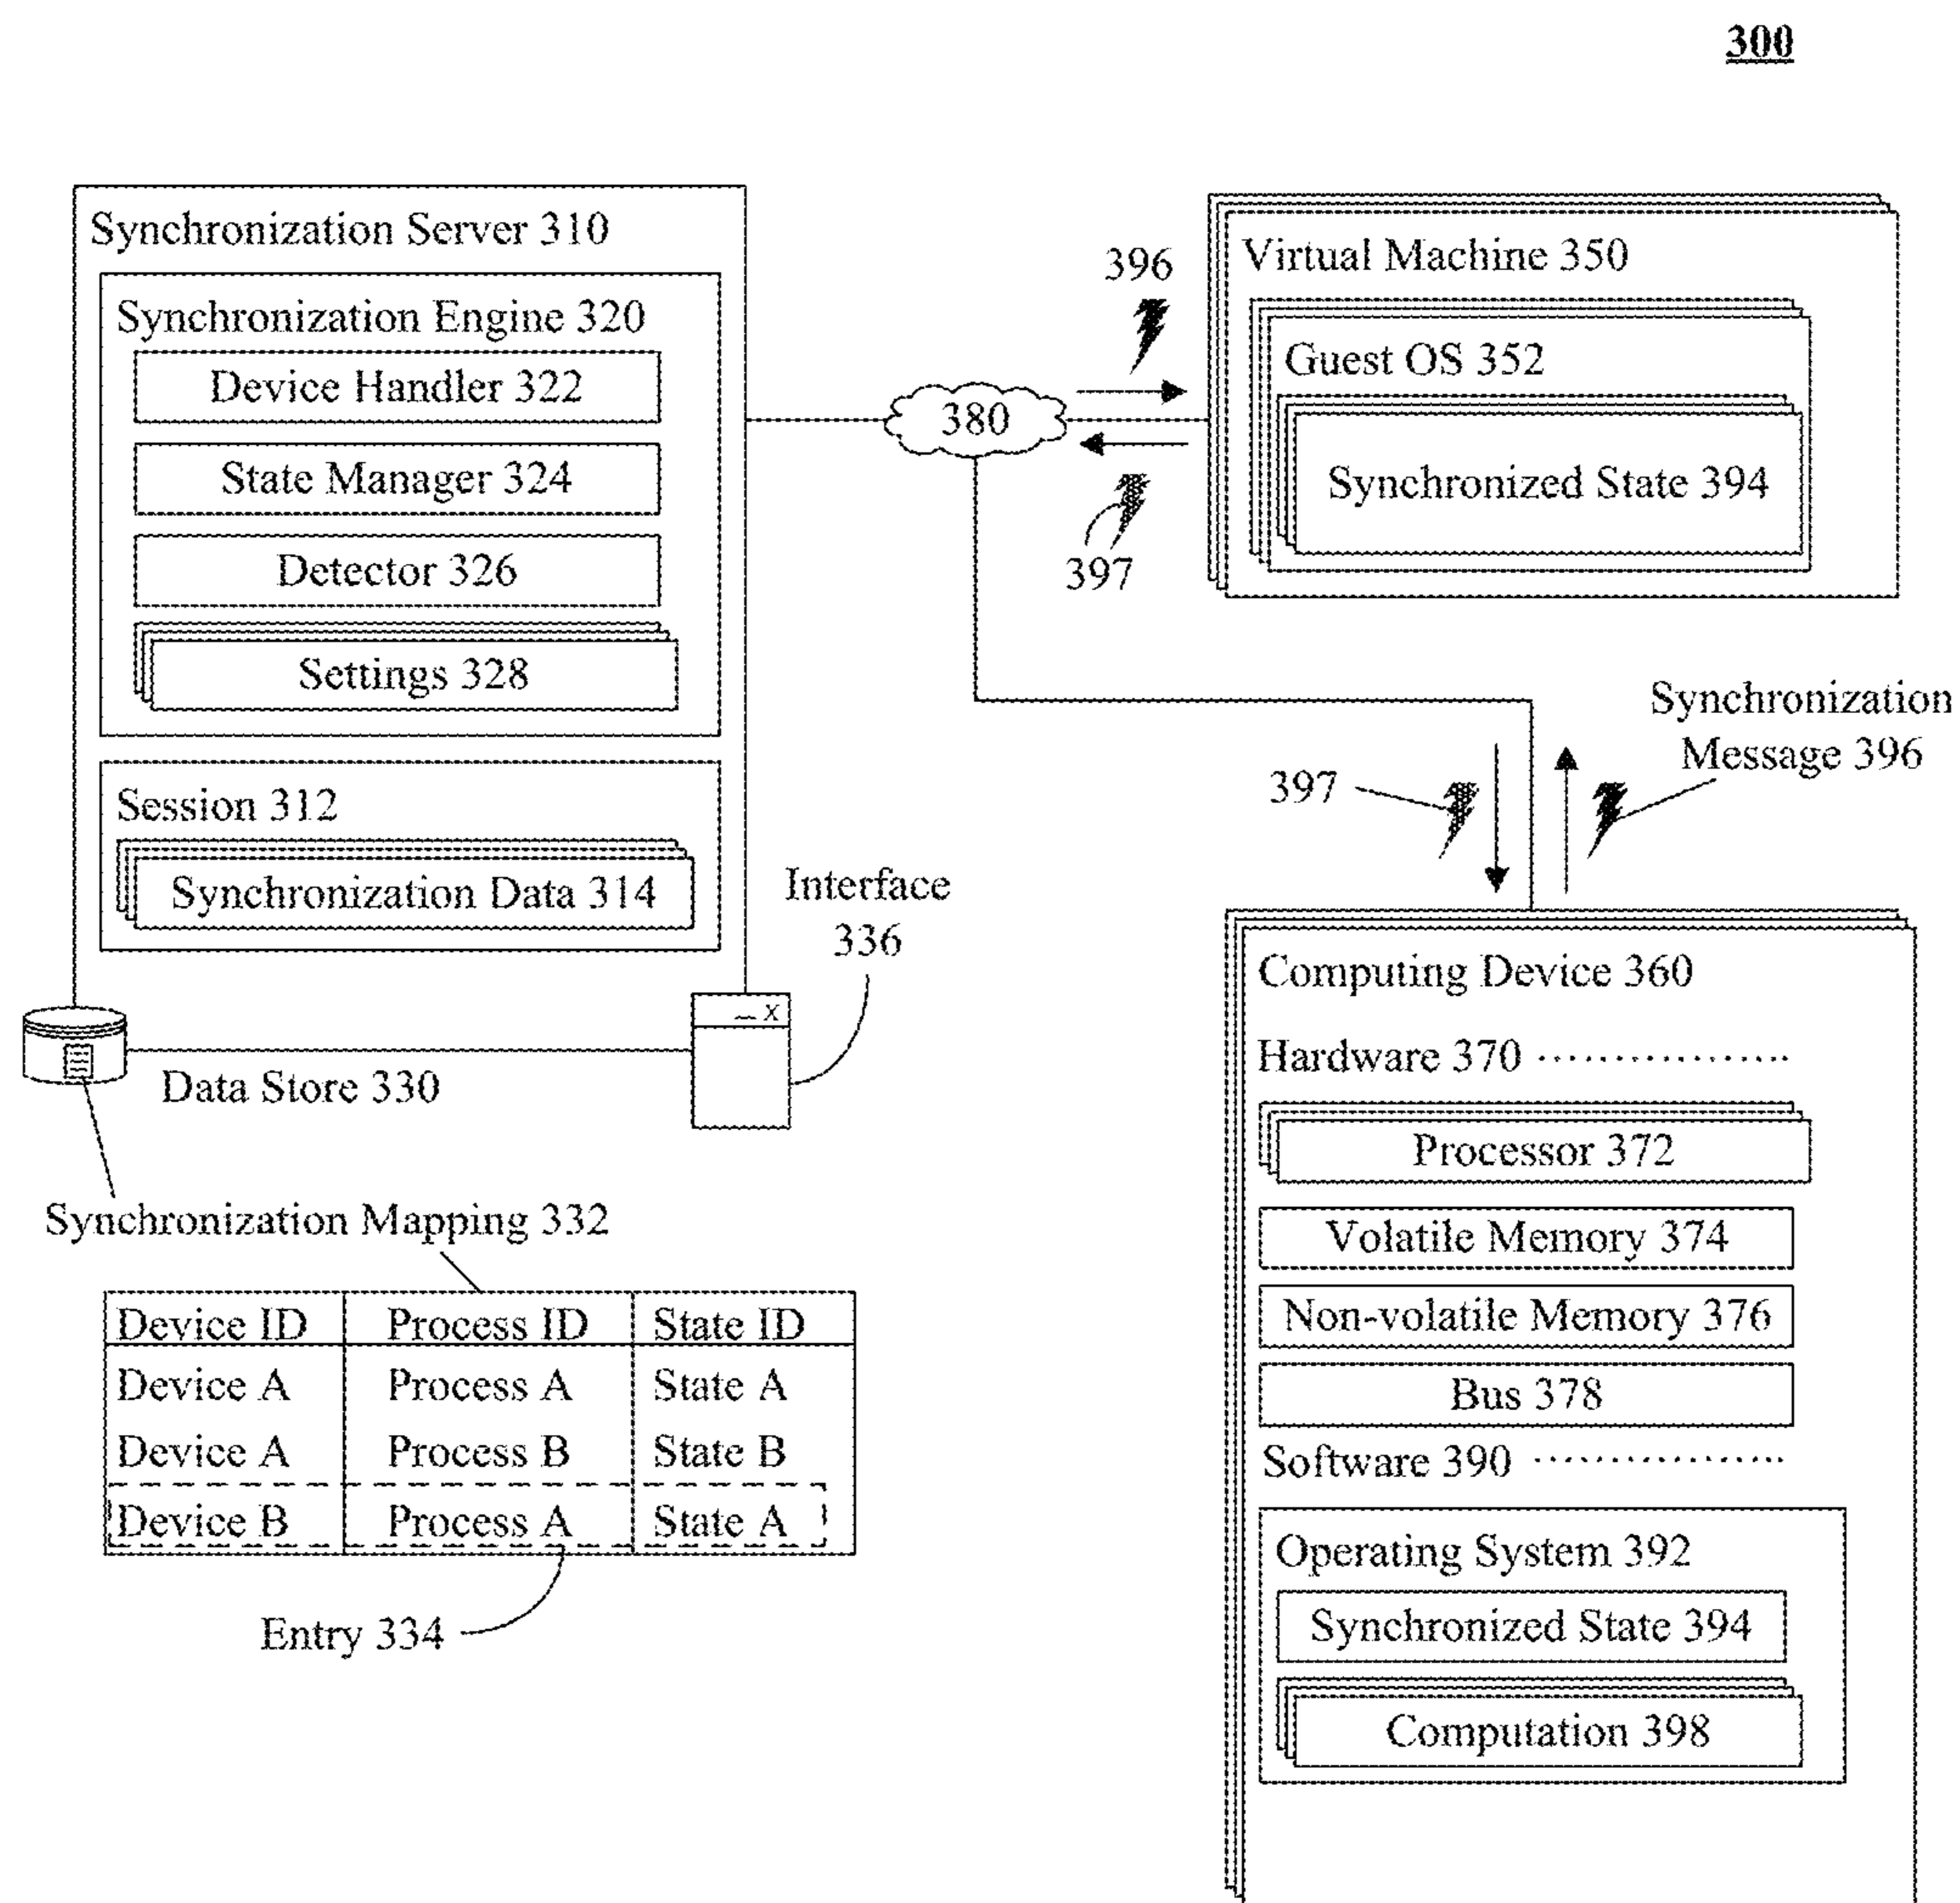 300
Synchronization Server 310
Synchronization Engine 320
Device Handler 322
State Manager 324
Detector 326
Settings 328
Session 312
Synchronization Data 314
Interface
336
X
Data Store 330
Synchronization Mapping 332
Device ID Process ID State ID
Device A Process A State A
Device A Process B State B
Device B Process A State A
Entry 334
380
396
397
Virtual Machine 350
Guest OS 352
Synchronized State 394
Synchronization
Message 396
397
Computing Device 360
Hardware 370
Processor 372
Volatile Memory 374
Non-volatile Memory 376
Bus 378
Software 390
Operating System 392
Synchronized State 394
Computation 398